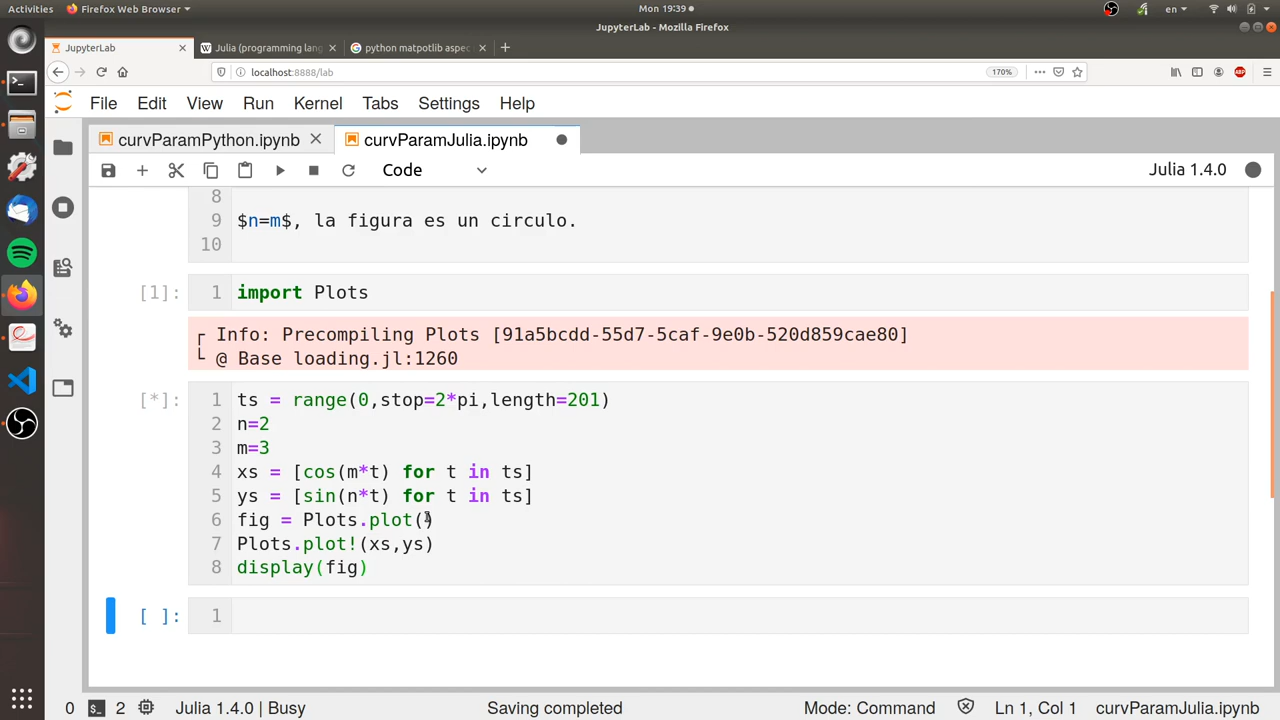 Activities
Firefox Web Browser
Mon 19:39
en
JupyterLab - Mozilla Firefox
JupyterLab
Julia (programming lang
python matpotlib aspec
localhost:8888/lab
170%
ABP
File Edit View Run Kernel Tabs Settings Help
curvParamPython.ipynb
curvParamJulia.ipynb
Code
Julia 1.4.0
8
9 $n=m$, la figura es un circulo.
10
[1]: 1 import Plots
┌ Info: Precompiling Plots [91a5bcdd-55d7-5caf-9e0b-520d859cae80]
└ @ Base loading.jl:1260
[*]: 1 ts = range(0,stop=2*pi,length=201)
2 n=2
3 m=3
4 xs = [cos(m*t) for t in ts]
5 ys = [sin(n*t) for t in ts]
6 fig = Plots.plot()
7 Plots.plot!(xs,ys)
8 display(fig)
[ ]: 1
0 2 Julia 1.4.0 | Busy Saving completed Mode: Command Ln 1, Col 1 curvParamJulia.ipynb